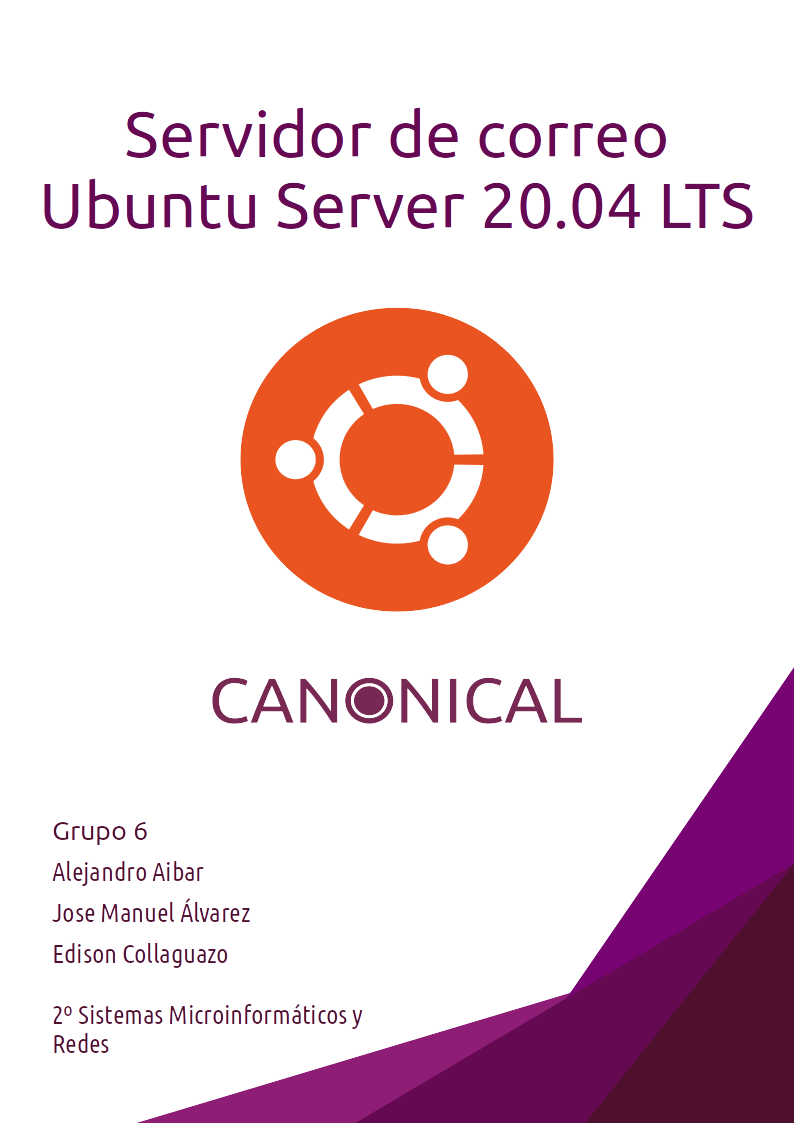 Servidor de correo
Ubuntu Server 20.04 LTS
CANONICAL
Grupo 6
Alejandro Aibar
Jose Manuel Álvarez
Edison Collaguazo
2º Sistemas Microinformáticos y
Redes